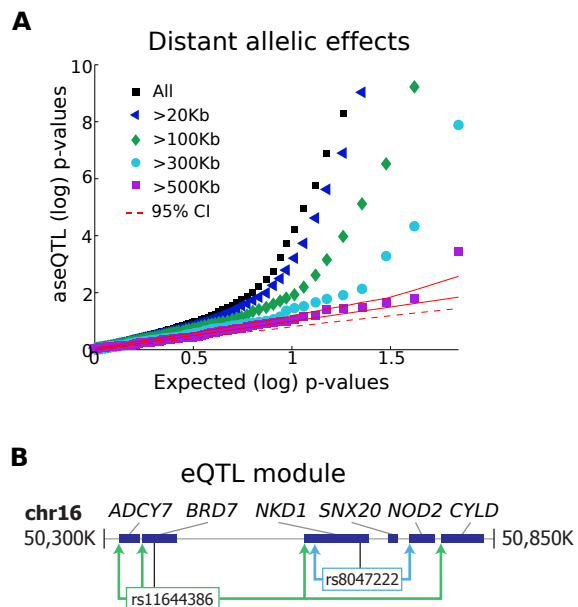 A
Distant allelic effects
10
8
6
4
2
0
aseQTL (log) p-values
All
>20Kb
>100Kb
>300Kb
>500Kb
95% CI
0 0.5 1 1.5
Expected (log) p-values
B
eQTL module
ADCY7 BRD7 NKD1 SNX20 NOD2 CYLD
chr16
50,300K 50,850K
rs8047222
rs11644386